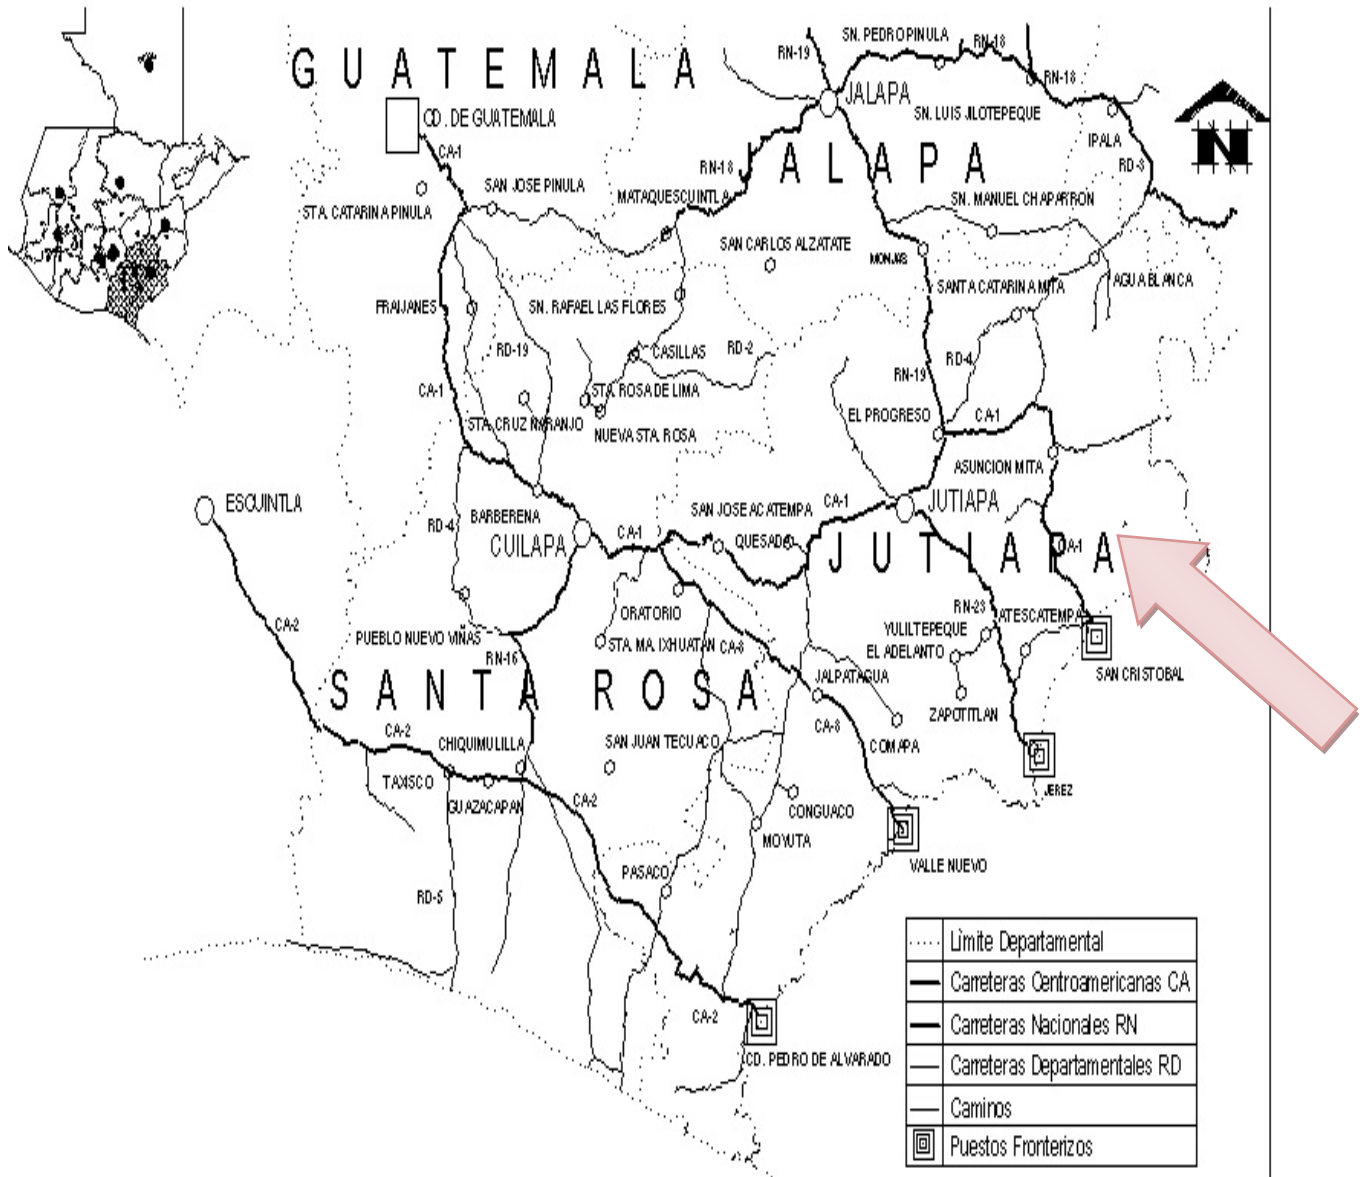 GUATEMALA
CD. DE GUATEMALA
CA-1
STA. CATARINA PINULA
SAN JOSE PINULA
RN-19
SN. PEDRO PINULA
RN-18
RN-18
JALAPA
SN. LUIS JILOTEPEQUE
IPALA
RD-3
N
RN-18
JALAPA
MATAQUESCUINTLA
SAN CARLOS ALZATATE
SN. MANUEL CHAPARRON
MONJAS
SANTA CATARINA MITA
AGUA BLANCA
FRAIJANES
SN. RAFAEL LAS FLORES
RD-19
CASILLAS
RD-2
RD-4
RN-19
CA-1
STA. ROSA DE LIMA
STA. CRUZ NARANJO
NUEVA STA. ROSA
EL PROGRESO
CA-1
ASUNCION MITA
ESCUINTLA
RD-4
BARBERENA
CUILAPA
CA-1
SAN JOSE ACATEMPA
QUESADO
CA-1
JUTIAPA
JUTIAPA
CA-1
CA-2
PUEBLO NUEVO VIÑAS
RN-16
ORATORIO
STA. MA. IXHUATAN
CA-8
RN-23
YULILTEPEQUE
EL ADELANTO
ATESCATEMPA
SAN CRISTOBAL
SANTA ROSA
JALPATAGUA
ZAPOTITLAN
CA-8
COMAPA
CA-2
CHIQUIMULILLA
SAN JUAN TECUACO
TAXISCO
GUAZACAPAN
CA-2
CONGUACO
MOYUTA
JEREZ
VALLE NUEVO
PASACO
RD-5
CA-2
CD. PEDRO DE ALVARADO
Lìmite Departamental
Carreteras Centroamericanas CA
Carreteras Nacionales RN
Carreteras Departamentales RD
Caminos
Puestos Fronterizos